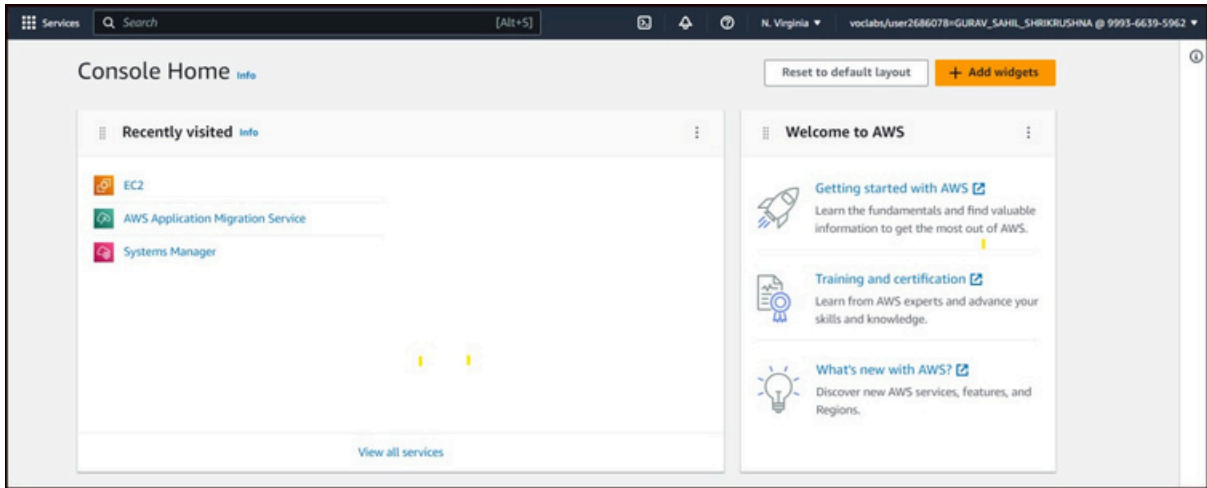 Services
Search
[Alt+S]
N. Virginia
voclabs/user2686078=GURAV_SAHIL_SHRIKRUSHNA @ 9993-6639-5962
Console Home Info
Reset to default layout
+ Add widgets
Recently visited Info
EC2
AWS Application Migration Service
Systems Manager
View all services
Welcome to AWS
Getting started with AWS
Learn the fundamentals and find valuable
information to get the most out of AWS.
Training and certification
Learn from AWS experts and advance your
skills and knowledge.
What's new with AWS?
Discover new AWS services, features, and
Regions.